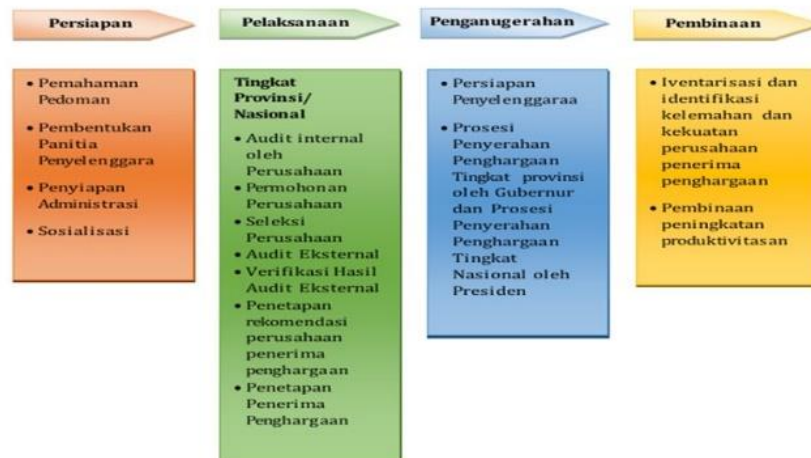 Persiapan
Pelaksanaan
Penganugerahan
Pembinaan
• Pemahaman
Pedoman
• Pembentukan
Panitia
Penyelenggara
• Penyiapan
Administrasi
• Sosialisasi
Tingkat
Provinsi/
Nasional
• Audit internal
oleh
Perusahaan
• Permohonan
Perusahaan
• Seleksi
Perusahaan
• Audit Eksternal
• Verifikasi Hasil
Audit Eksternal
• Penetapan
rekomendasi
perusahaan
penerima
penghargaan
• Penetapan
Penerima
Penghargaan
• Persiapan
Penyelenggaraa
• Prosesi
Penyerahan
Penghargaan
Tingkat provinsi
oleh Gubernur
dan Prosesi
Penyerahan
Penghargaan
Tingkat
Nasional oleh
Presiden
• Iventarisasi dan
identifikasi
kelemahan dan
kekuatan
perusahaan
penerima
penghargaan
• Pembinaan
peningkatan
produktivitasan